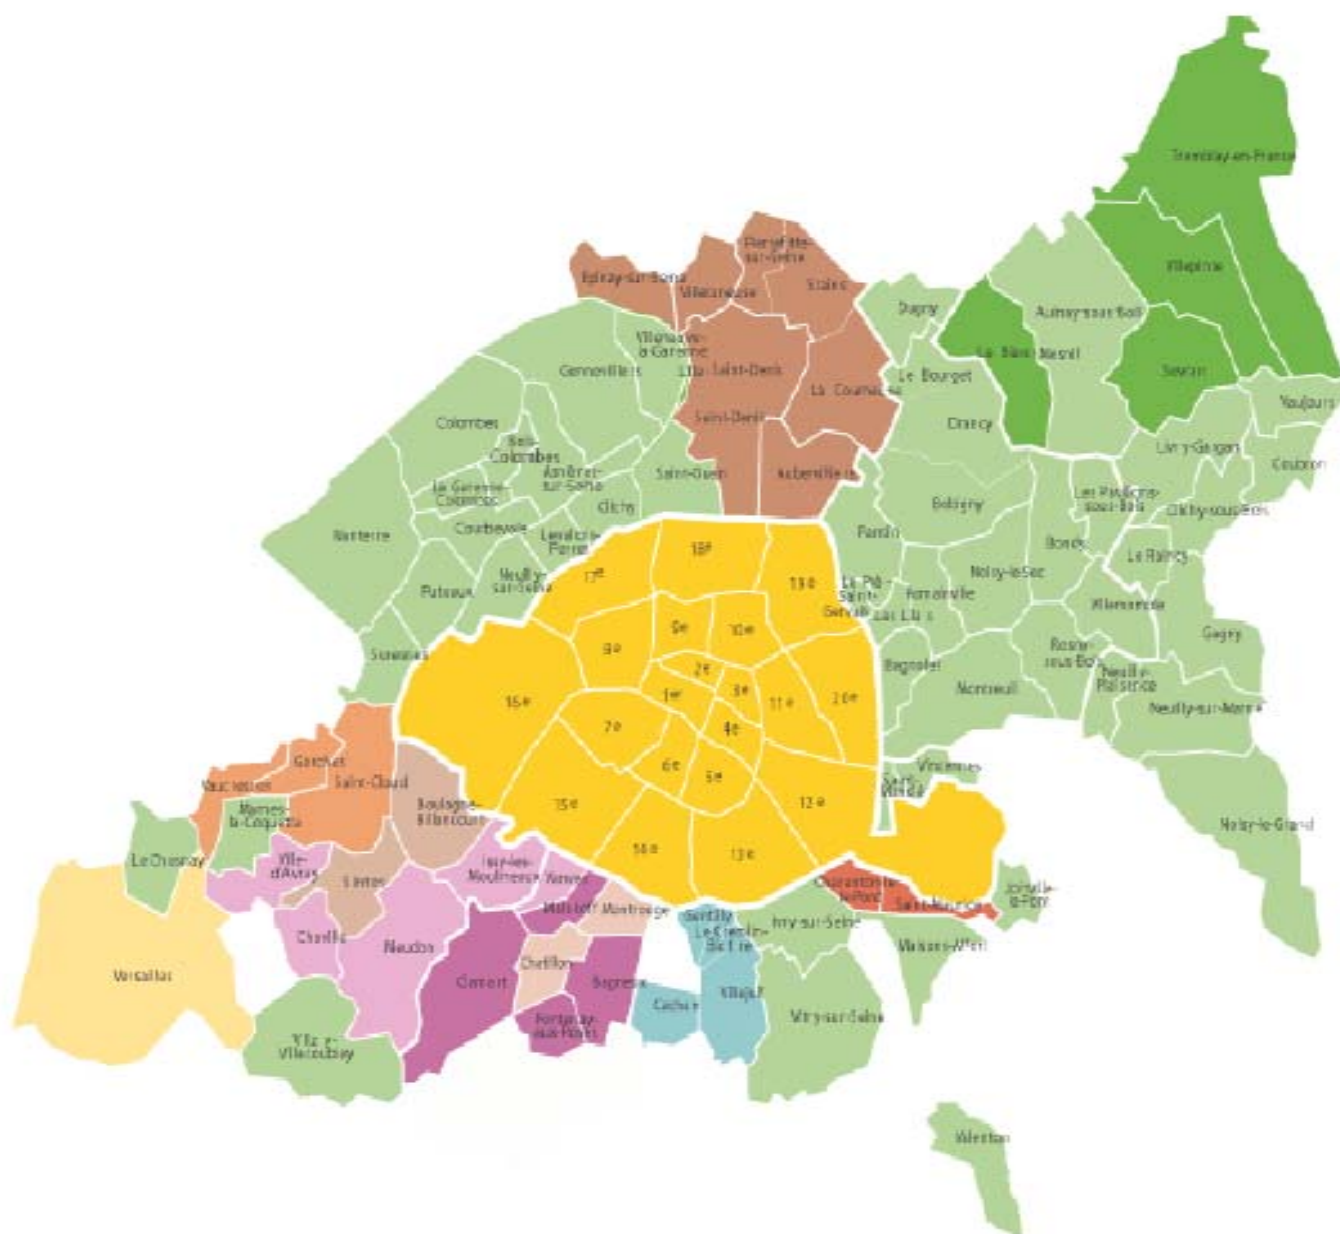 Tremblay-en-France
Villepinte
Pierrefitte-
sur-Seine
Stains
Epinay-sur-Seine
Villetaneuse
Dugny
Aulnay-sous-Bois
Villeneuve-
la-Garenne
Gennevilliers
Saint-Denis
La Courneuve
Le Bourget
Sevran
Vaujours
Colombes
Saint-Denis
Drancy
Livry-Gargan
Coubron
Bois-
Colombes
Asnières-
sur-Seine
Saint-Ouen
Aubervilliers
La Garenne-
Colombes
Clichy
Bobigny
Les Pavillons-
sous-Bois
Clichy-sous-Bois
Nanterre
Courbevoie
Levallois-
Perret
Pantin
Bondy
Le Raincy
18e
17e
19e
Puteaux
Neuilly-
sur-Seine
Le Pré-
Saint-
Gervais
Les Lilas
Romainville
Noisy-le-Sec
Villemomble
Gagny
Suresnes
9e
10e
Bagnolet
Rosny-
sous-Bois
Neuilly-
Plaisance
2e
16e
1er
3e
11e
20e
Montreuil
Neuilly-sur-Marne
7e
4e
6e
5e
Vincennes
Saint-
Mandé
Vaucresson
Garches
Saint-Cloud
Boulogne-
Billancourt
15e
12e
Marnes-
la-Coquette
Noisy-le-Grand
Le Chesnay
Ville-
d'Avray
Sèvres
Issy-les-
Moulineaux
Vanves
13e
Charenton-le-
Pont
Saint-Maurice
Joinville-
le-Pont
Malakoff
Montrouge
Gentilly
Le Kremlin-
Bicêtre
Ivry-sur-Seine
Maisons-Alfort
Chaville
Meudon
Versailles
Clamart
Chatillon
Bagneux
Cachan
Villejuif
Vitry-sur-Seine
Fontenay-
aux-Roses
Vélizy-
Villacoublay
Valenton